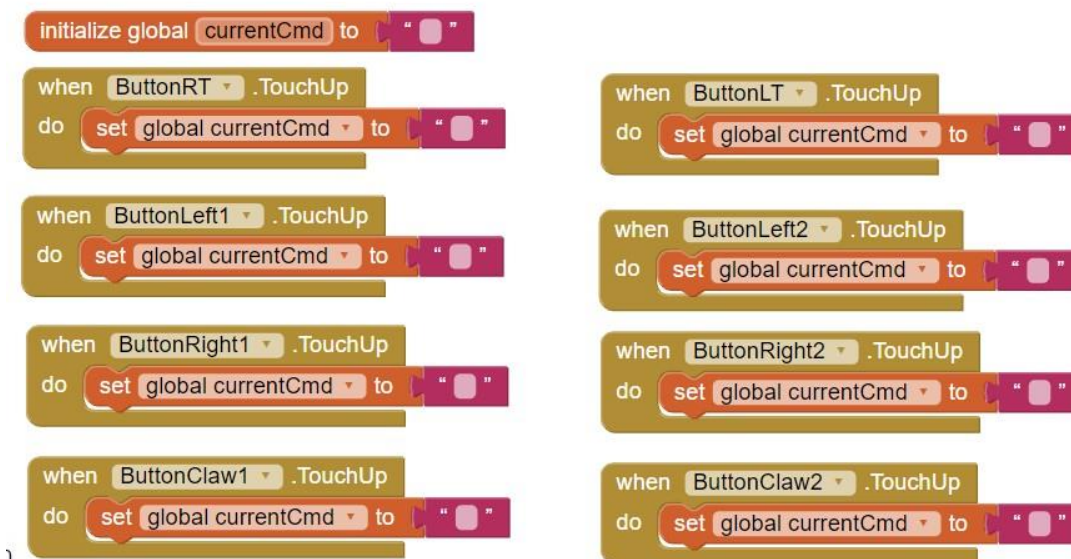 initialize global currentCmd to " "
when ButtonRT .TouchUp
do set global currentCmd to " "
when ButtonLT .TouchUp
do set global currentCmd to " "
when ButtonLeft1 .TouchUp
do set global currentCmd to " "
when ButtonLeft2 .TouchUp
do set global currentCmd to " "
when ButtonRight1 .TouchUp
do set global currentCmd to " "
when ButtonRight2 .TouchUp
do set global currentCmd to " "
when ButtonClaw1 .TouchUp
do set global currentCmd to " "
when ButtonClaw2 .TouchUp
do set global currentCmd to " "